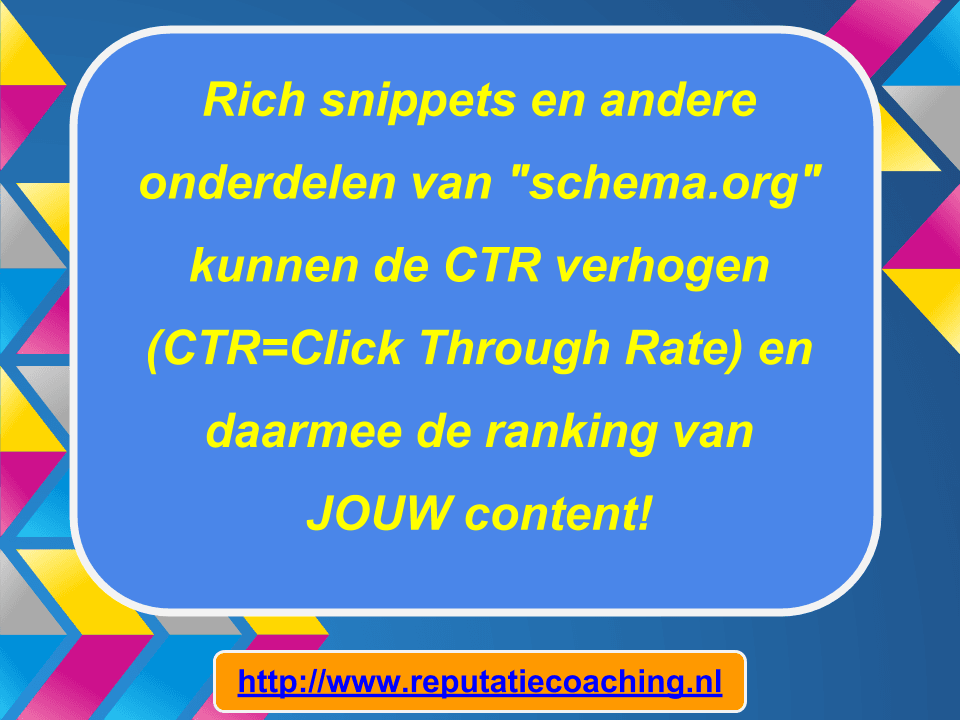 Rich snippets en andere
onderdelen van "schema.org"
kunnen de CTR verhogen
(CTR=Click Through Rate) en
daarmee de ranking van
JOUW content!
http://www.reputatiecoaching.nl